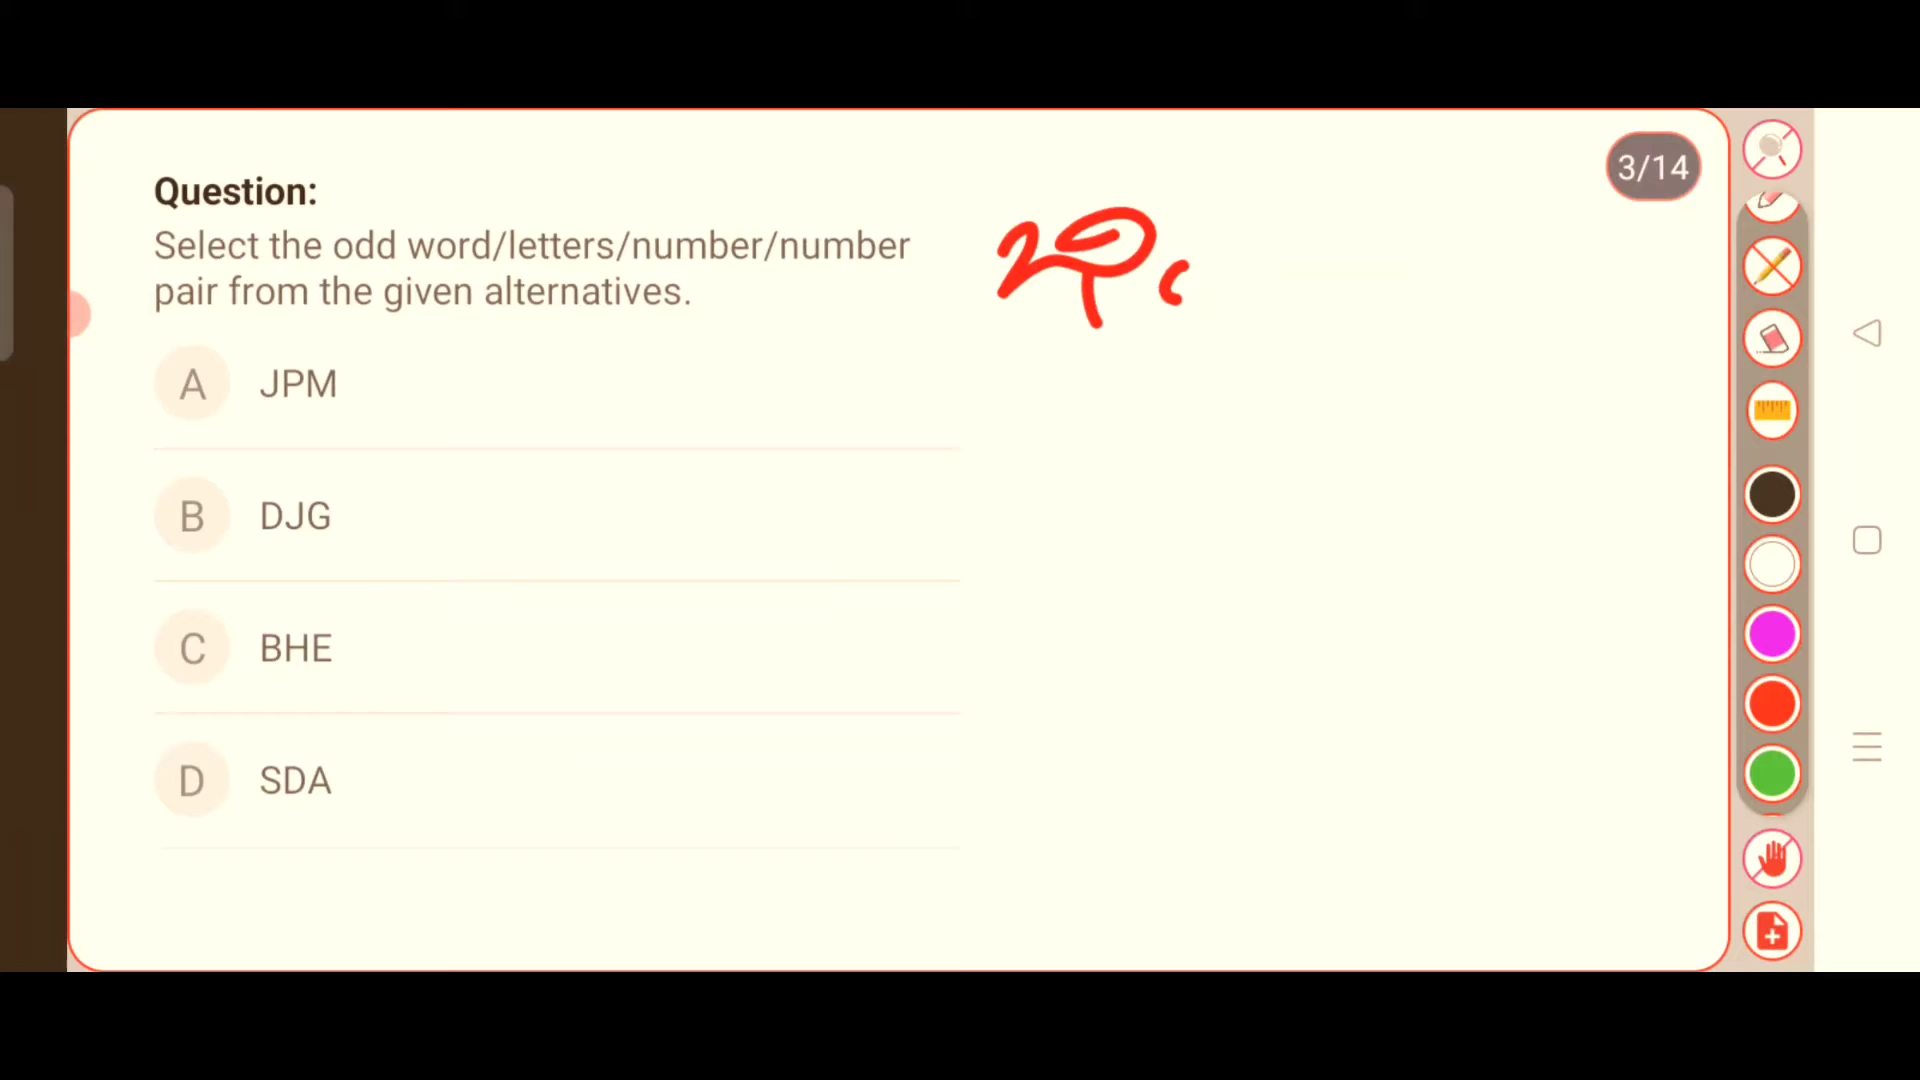 3/14
Question:
Select the odd word/letters/number/number
pair from the given alternatives.
A JPM
B DJG
C BHE
D SDA